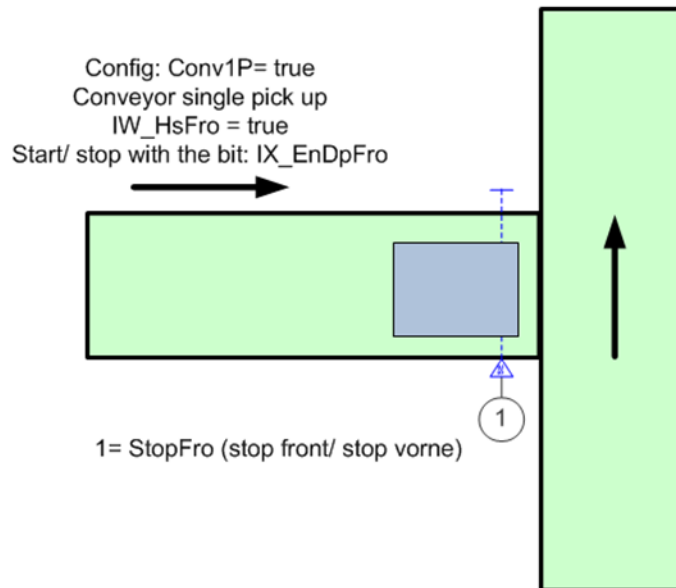 Config: Conv1P= true
Conveyor single pick up
IW_HsFro = true
Start/ stop with the bit: IX_EnDpFro
1
1= StopFro (stop front/ stop vorne)